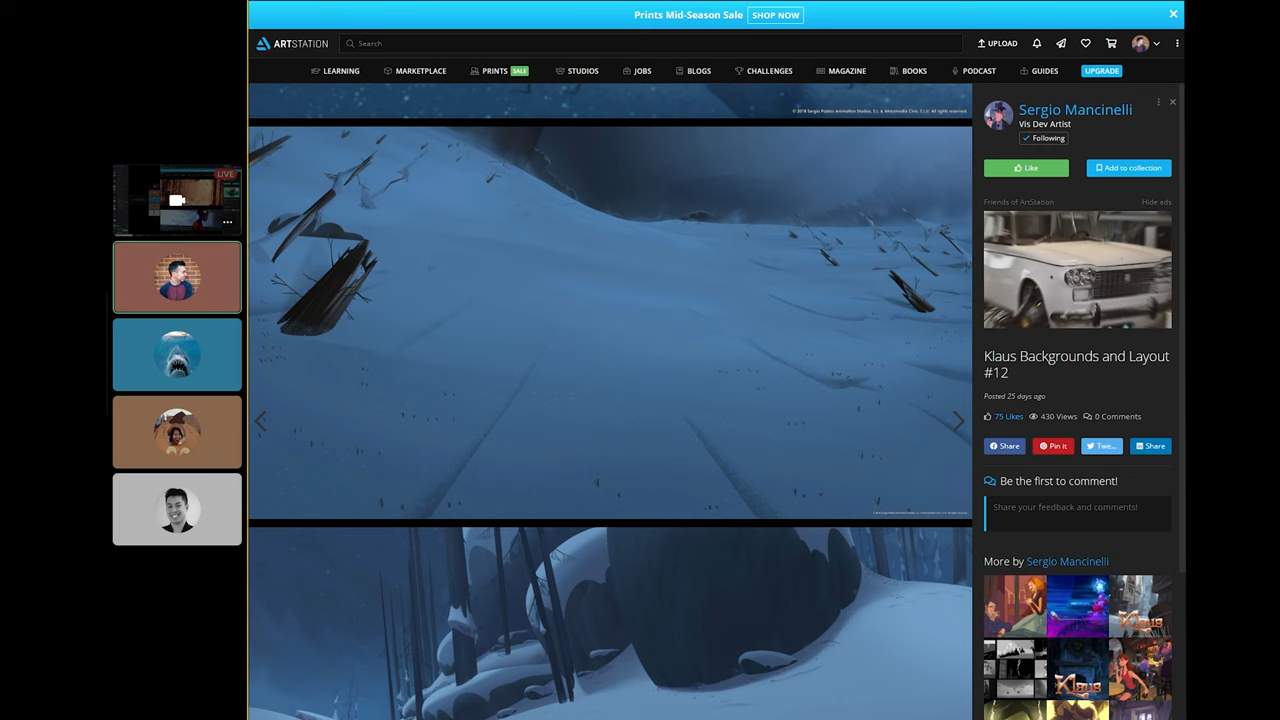 Prints Mid-Season Sale SHOP NOW
ARTSTATION Search UPLOAD
LEARNING MARKETPLACE PRINTS SALE STUDIOS JOBS BLOGS CHALLENGES MAGAZINE BOOKS PODCAST GUIDES UPGRADE
LIVE
Sergio Mancinelli
Vis Dev Artist
Following
Like Add to collection
Friends of ArtStation Hide ads
Klaus Backgrounds and Layout
#12
Posted 25 days ago
75 Likes 430 Views 0 Comments
Share Pin it Twe... Share
Be the first to comment!
Share your feedback and comments!
More by Sergio Mancinelli
KLAUS
KLAUS